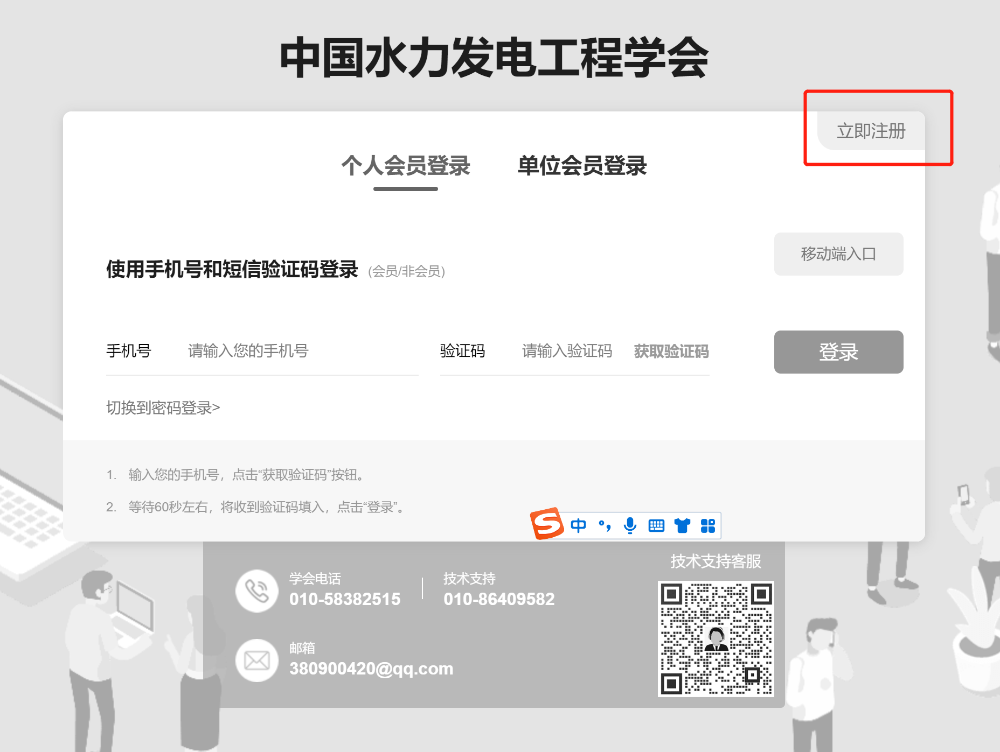 中国水力发电工程学会
立即注册
个人会员登录 单位会员登录
移动端入口
使用手机号和短信验证码登录 (会员/非会员)
手机号 请输入您的手机号 验证码 请输入验证码 获取验证码 登录
切换到密码登录>
1. 输入您的手机号，点击“获取验证码”按钮。
2. 等待60秒左右，将收到验证码填入，点击“登录”。
S 中
技术支持客服
学会电话 技术支持
010-58382515 010-86409582
邮箱
380900420@qq.com